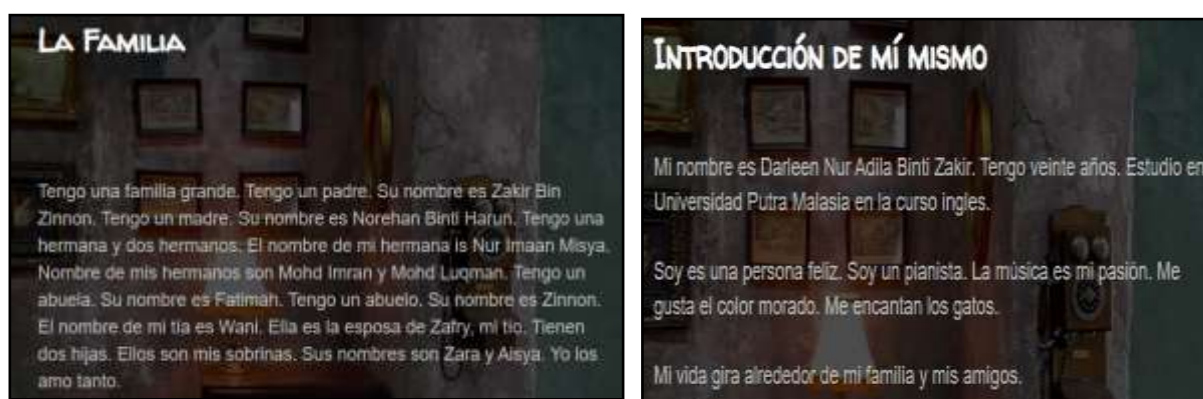 LA FAMILIA
Tengo una familia grande. Tengo un padre. Su nombre es Zakir Bin
Zinnon. Tengo un madre. Su nombre es Norehan Binti Harun. Tengo una
hermana y dos hermanos. El nombre de mi hermana is Nur Imaan Misya.
Nombre de mis hermanos son Mohd Imran y Mohd Luqman. Tengo un
abuela. Su nombre es Fatimah. Tengo un abuelo. Su nombre es Zinnon.
El nombre de mi tia es Wani. Ella es la esposa de Zafry, mi tio. Tienen
dos hijas. Ellos son mis sobrinas. Sus nombres son Zara y Aisya. Yo los
amo tanto.
INTRODUCCIÓN DE MÍ MISMO
Mi nombre es Darleen Nur Adila Binti Zakir. Tengo veinte años. Estudio en
Universidad Putra Malasia en la curso ingles.
Soy es una persona feliz. Soy un pianista. La música es mi pasión. Me
gusta el color morado. Me encantan los gatos.
Mi vida gira alrededor de mi familia y mis amigos.